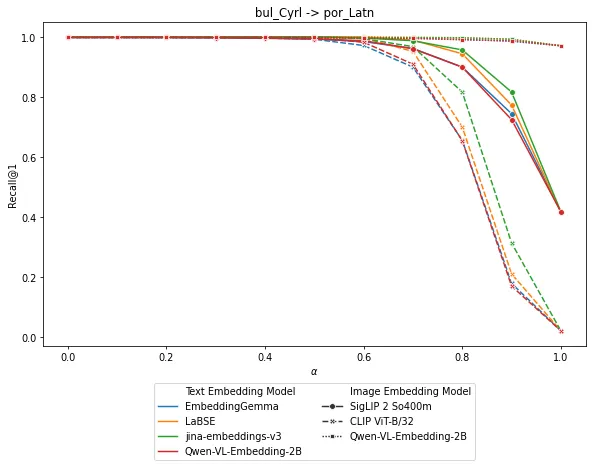 bul_Cyrl -> por_Latn
Recall@1
1.0
0.8
0.6
0.4
0.2
0.0
0.0 0.2 0.4 0.6 0.8 1.0
α
Text Embedding Model Image Embedding Model
EmbeddingGemma SigLIP 2 So400m
LaBSE CLIP ViT-B/32
jina-embeddings-v3 Qwen-VL-Embedding-2B
Qwen-VL-Embedding-2B